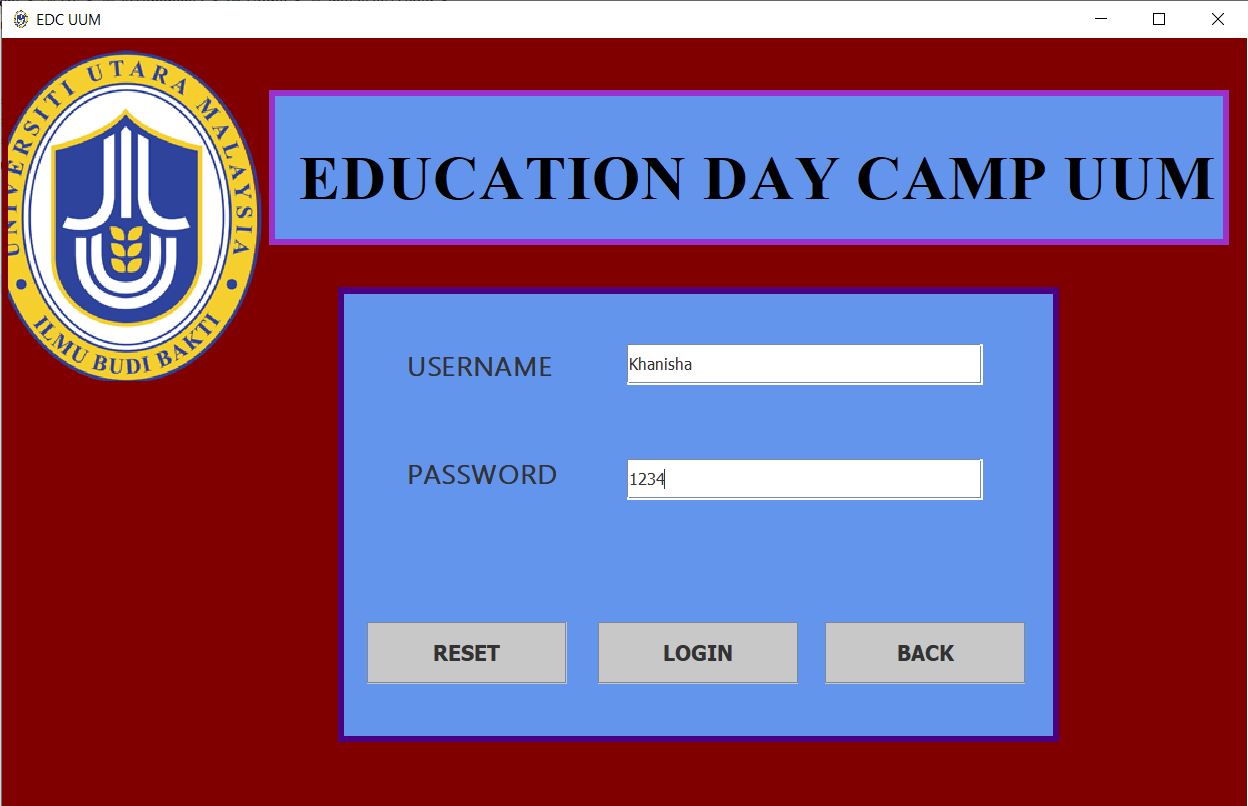 EDC UUM
UNIVERSITI UTARA MALAYSIA
ILMU BUDI BAKTI
EDUCATION DAY CAMP UUM
USERNAME
Khanisha
PASSWORD
1234
RESET
LOGIN
BACK